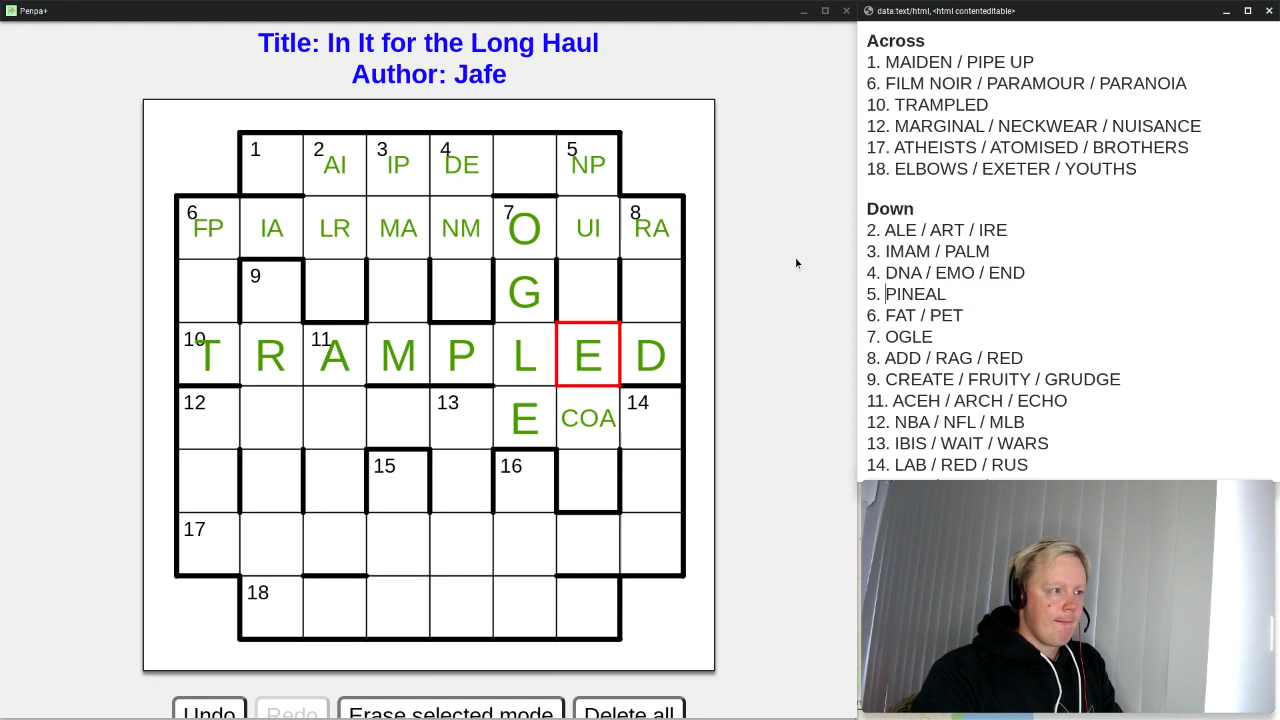 Penpa+
data:text/html, <html contenteditable>
Title: In It for the Long Haul
Author: Jafe
1 2 AI 3 IP 4 DE 5 NP
6 FP IA LR MA NM 7 O UI 8 RA
9 G
10 T R 11 A M P L E D
12 13 E COA 14
15 16
17
18
Undo Redo Erase selected mode Delete all
Across
1. MAIDEN / PIPE UP
6. FILM NOIR / PARAMOUR / PARANOIA
10. TRAMPLED
12. MARGINAL / NECKWEAR / NUISANCE
17. ATHEISTS / ATOMISED / BROTHERS
18. ELBOWS / EXETER / YOUTHS
Down
2. ALE / ART / IRE
3. IMAM / PALM
4. DNA / EMO / END
5. PINEAL
6. FAT / PET
7. OGLE
8. ADD / RAG / RED
9. CREATE / FRUITY / GRUDGE
11. ACEH / ARCH / ECHO
12. NBA / NFL / MLB
13. IBIS / WAIT / WARS
14. LAB / RED / RUS